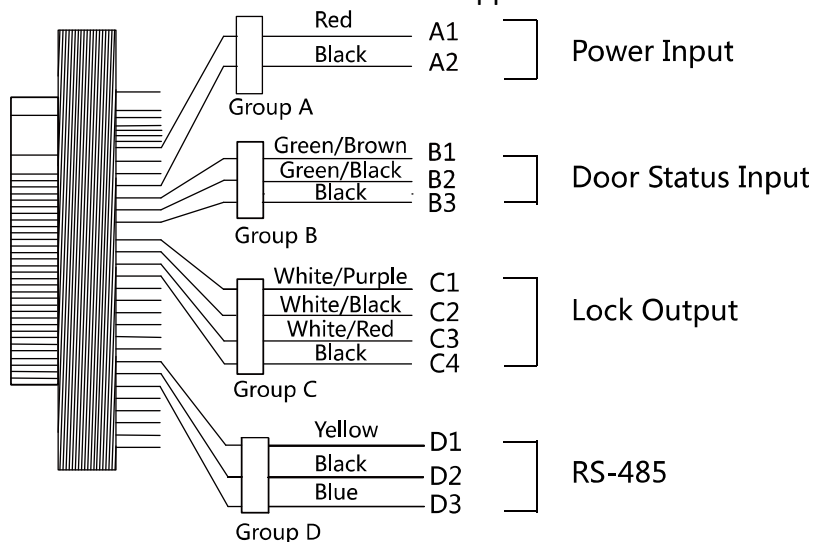 Red A1
Black A2
Power Input
Group A
Green/Brown B1
Green/Black B2
Black B3
Door Status Input
Group B
White/Purple C1
White/Black C2
White/Red C3
Black C4
Lock Output
Group C
Yellow D1
Black D2
Blue D3
RS-485
Group D